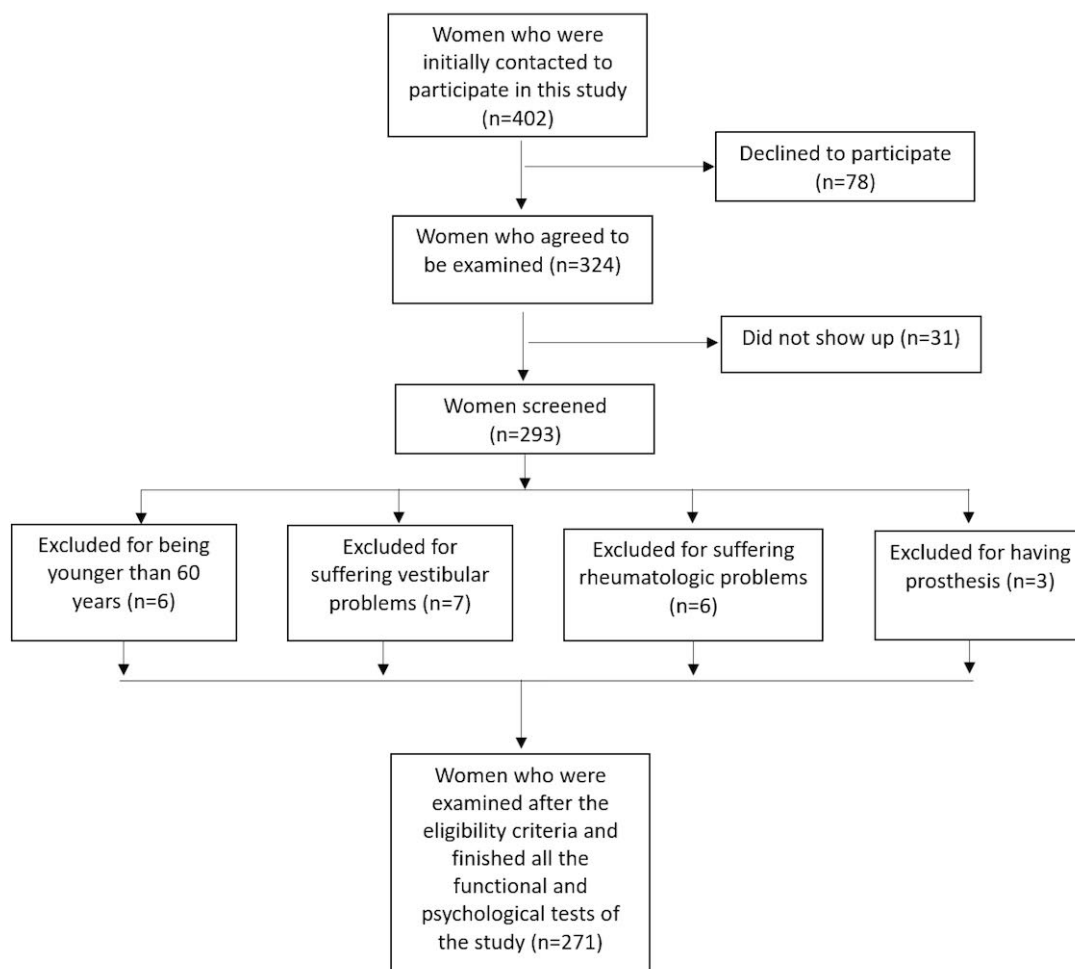 Women who were
initially contacted to
participate in this study
(n=402)
Declined to participate
(n=78)
Women who agreed to
be examined (n=324)
Did not show up (n=31)
Women screened
(n=293)
Excluded for being
younger than 60
years (n=6)
Excluded for
suffering vestibular
problems (n=7)
Excluded for suffering
rheumatologic problems
(n=6)
Excluded for having
prosthesis (n=3)
Women who were
examined after the
eligibility criteria and
finished all the
functional and
psychological tests of
the study (n=271)